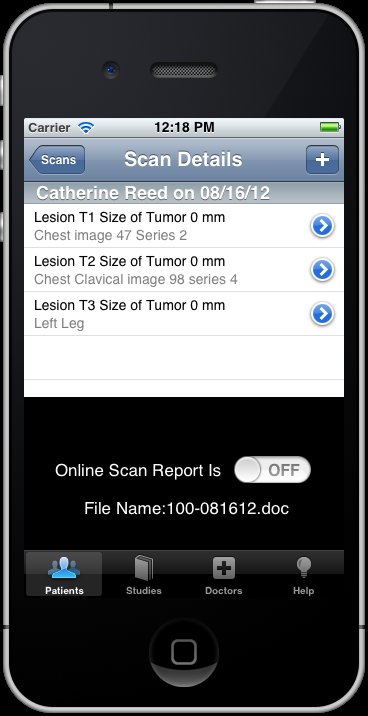 Carrier 12:18 PM
Scans Scan Details +
Catherine Reed on 08/16/12
Lesion T1 Size of Tumor 0 mm
Chest image 47 Series 2
Lesion T2 Size of Tumor 0 mm
Chest Clavical image 98 series 4
Lesion T3 Size of Tumor 0 mm
Left Leg
Online Scan Report Is OFF
File Name:100-081612.doc
Patients Studies Doctors Help